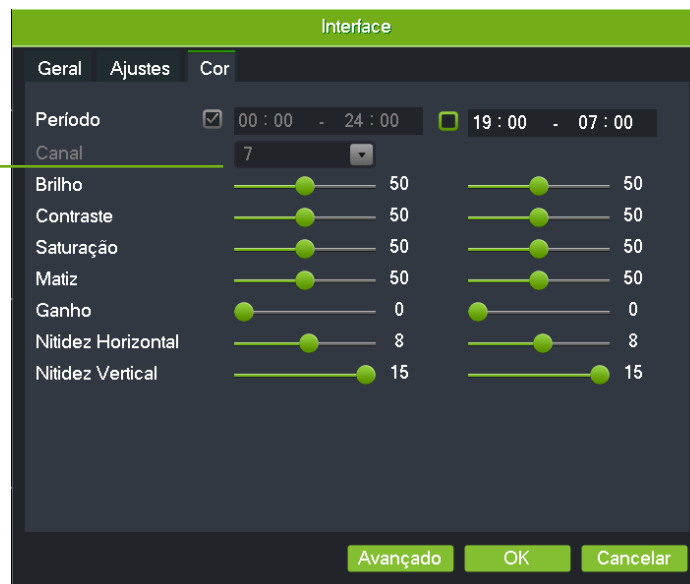 Interface
Geral Ajustes Cor
Período 00 : 00 - 24 : 00 19 : 00 - 07 : 00
Canal 7
Brilho 50 50
Contraste 50 50
Saturação 50 50
Matiz 50 50
Ganho 0 0
Nitidez Horizontal 8 8
Nitidez Vertical 15 15
Avançado OK Cancelar